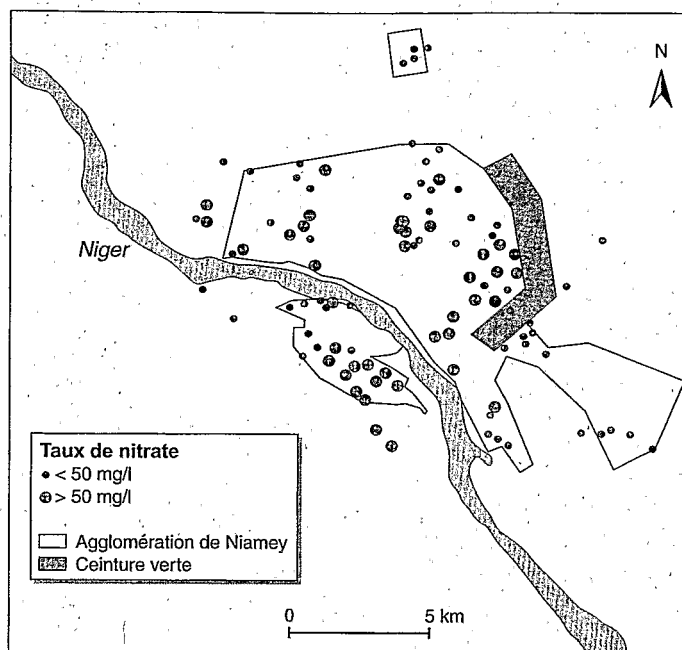 N
Niger
Taux de nitrate
< 50 mg/l
> 50 mg/l
Agglomération de Niamey
Ceinture verte
0 5 km